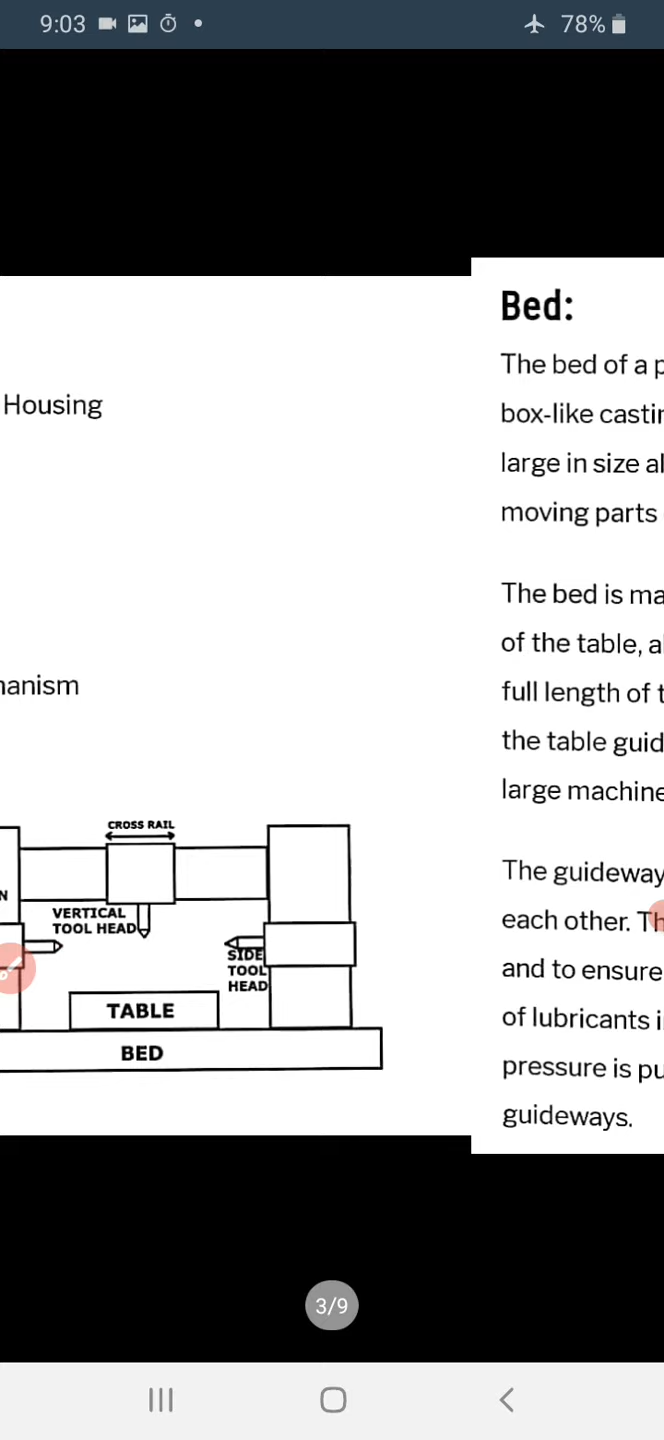 9:03
78%
Housing
hanism
CROSS RAIL
N
VERTICAL
TOOL HEAD
SIDE
TOOL
HEAD
TABLE
BED
Bed:
The bed of a p
box-like castin
large in size al
moving parts
The bed is ma
of the table, a
full length of t
the table guid
large machine
The guideway
each other. Th
and to ensure
of lubricants i
pressure is pu
guideways.
3/9